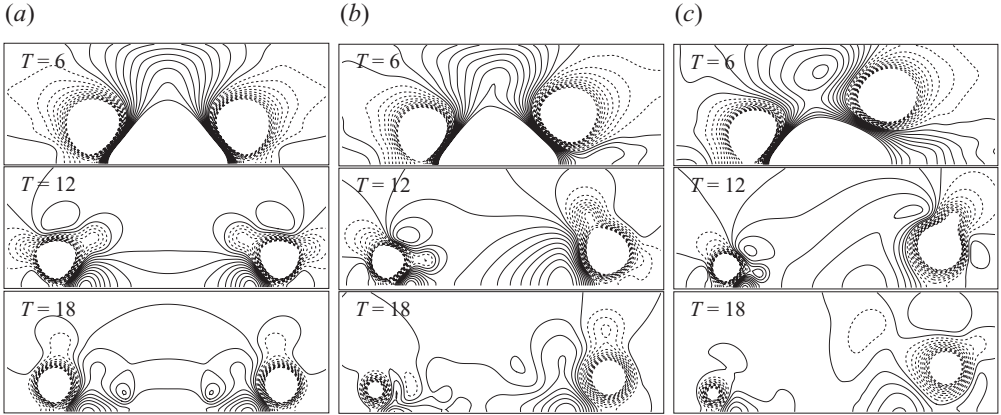 (a) (b) (c)
T = 6 T = 6 T = 6
T = 12 T = 12 T = 12
T = 18 T = 18 T = 18